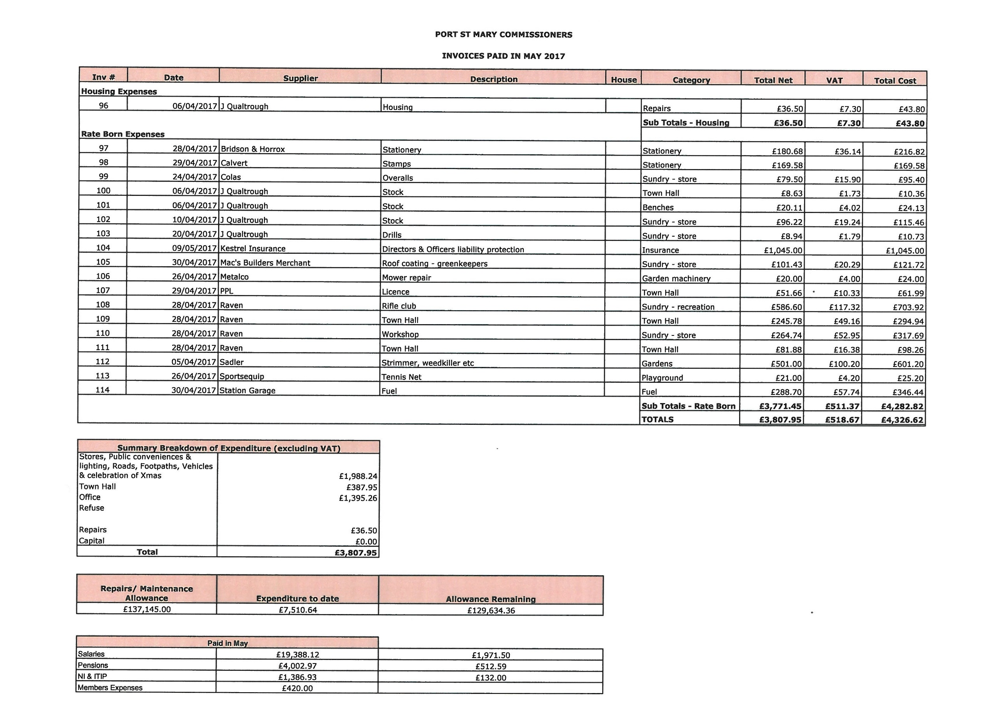 PORT ST MARY COMMISSIONERS
INVOICES PAID IN MAY 2017
Inv # Date Supplier Description House Category Total Net VAT Total Cost
Housing Expenses
96 06/04/2017 J Qualtrough Housing Repairs £36.50 £7.30 £43.80
Sub Totals - Housing £36.50 £7.30 £43.80
Rate Born Expenses
97 28/04/2017 Bridson & Horrox Stationery Stationery £180.68 £36.14 £216.82
98 29/04/2017 Calvert Stamps Stationery £169.58 £169.58
99 24/04/2017 Colas Overalls Sundry - store £79.50 £15.90 £95.40
100 06/04/2017 J Qualtrough Stock Town Hall £8.63 £1.73 £10.36
101 06/04/2017 J Qualtrough Stock Benches £20.11 £4.02 £24.13
102 10/04/2017 J Qualtrough Stock Sundry - store £96.22 £19.24 £115.46
103 20/04/2017 J Qualtrough Drills Sundry - store £8.94 £1.79 £10.73
104 09/05/2017 Kestrel Insurance Directors & Officers liability protection Insurance £1,045.00 £1,045.00
105 30/04/2017 Mac's Builders Merchant Roof coating - greenkeepers Sundry - store £101.43 £20.29 £121.72
106 26/04/2017 Metalco Mower repair Garden machinery £20.00 £4.00 £24.00
107 29/04/2017 PPL Licence Town Hall £51.66 £10.33 £61.99
108 28/04/2017 Raven Rifle club Sundry - recreation £586.60 £117.32 £703.92
109 28/04/2017 Raven Town Hall Town Hall £245.78 £49.16 £294.94
110 28/04/2017 Raven Workshop Sundry - store £264.74 £52.95 £317.69
111 28/04/2017 Raven Town Hall Town Hall £81.88 £16.38 £98.26
112 05/04/2017 Sadler Strimmer, weedkiller etc Gardens £501.00 £100.20 £601.20
113 26/04/2017 Sportsequip Tennis Net Playground £21.00 £4.20 £25.20
114 30/04/2017 Station Garage Fuel Fuel £288.70 £57.74 £346.44
Sub Totals - Rate Born £3,771.45 £511.37 £4,282.82
TOTALS £3,807.95 £518.67 £4,326.62
Summary Breakdown of Expenditure (excluding VAT)
Stores, Public conveniences &
lighting, Roads, Footpaths, Vehicles
& celebration of Xmas £1,988.24
Town Hall £387.95
Office £1,395.26
Refuse
Repairs £36.50
Capital £0.00
Total £3,807.95
Repairs/ Maintenance
Allowance Expenditure to date Allowance Remaining
£137,145.00 £7,510.64 £129,634.36
Paid in May
Salaries £19,388.12 £1,971.50
Pensions £4,002.97 £512.59
NI & ITIP £1,386.93 £132.00
Members Expenses £420.00